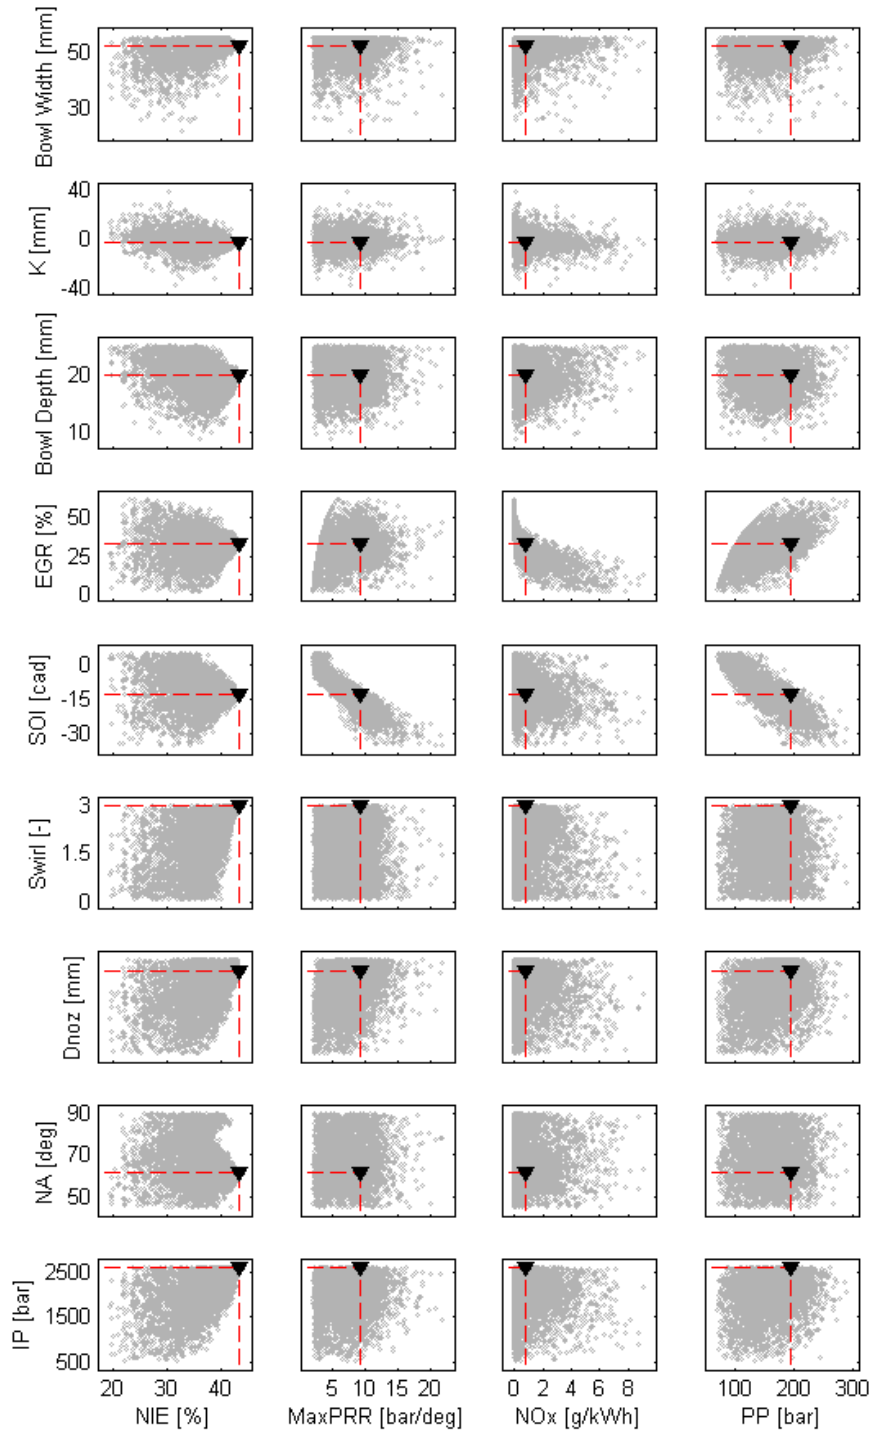 Bowl Width [mm]
50
30
K [mm]
40
0
-40
Bowl Depth [mm]
20
10
EGR [%]
50
25
0
SOI [cad]
0
-15
-30
Swirl [-]
3
1.5
0
Dnoz [mm]
NA [deg]
90
70
50
IP [bar]
2500
1500
500
20 30 40 5 10 15 20 0 2 4 6 8 100 200 300
NIE [%] MaxPRR [bar/deg] NOx [g/kWh] PP [bar]